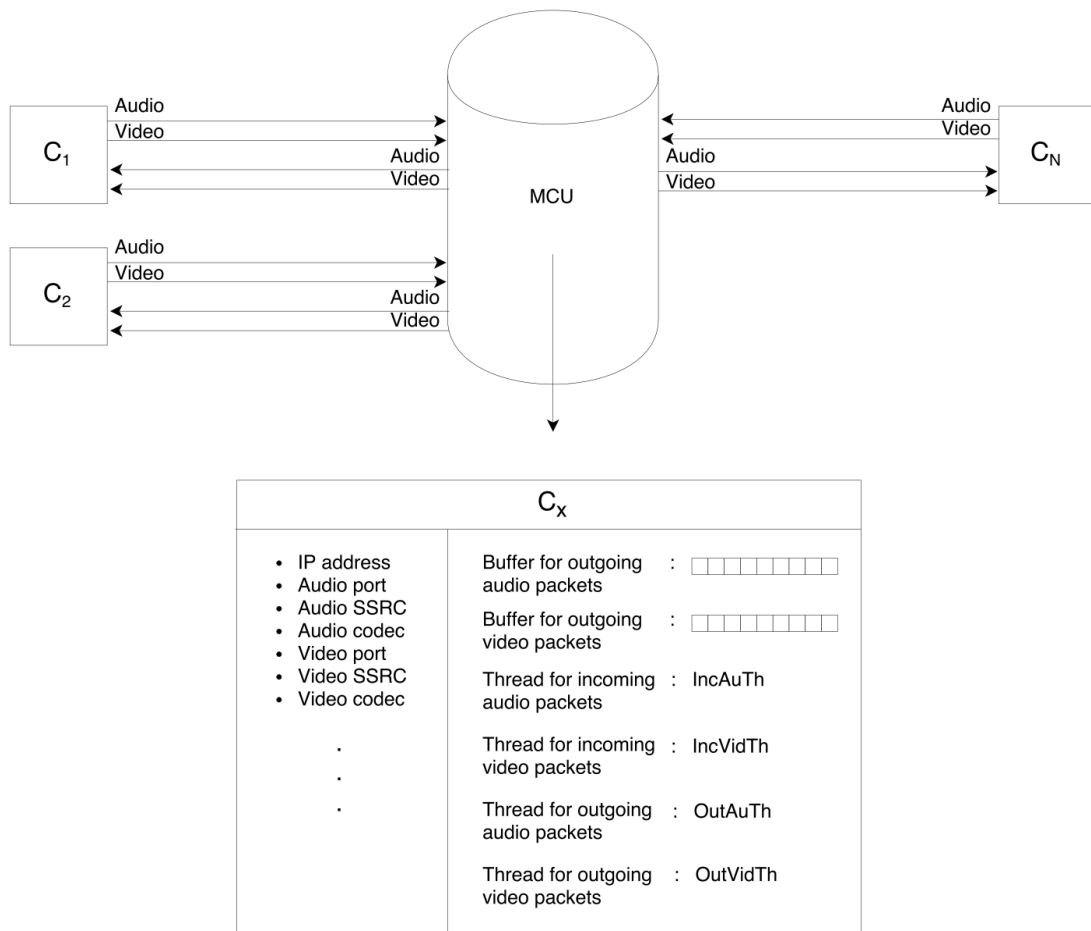 Audio
Video
C1
Audio
Video
Audio
Video
C2
Audio
Video
MCU
Audio
Video
CN
Audio
Video
Cx
• IP address
• Audio port
• Audio SSRC
• Audio codec
• Video port
• Video SSRC
• Video codec
.
.
.
Buffer for outgoing :
audio packets
Buffer for outgoing :
video packets
Thread for incoming : IncAuTh
audio packets
Thread for incoming : IncVidTh
video packets
Thread for outgoing : OutAuTh
audio packets
Thread for outgoing : OutVidTh
video packets